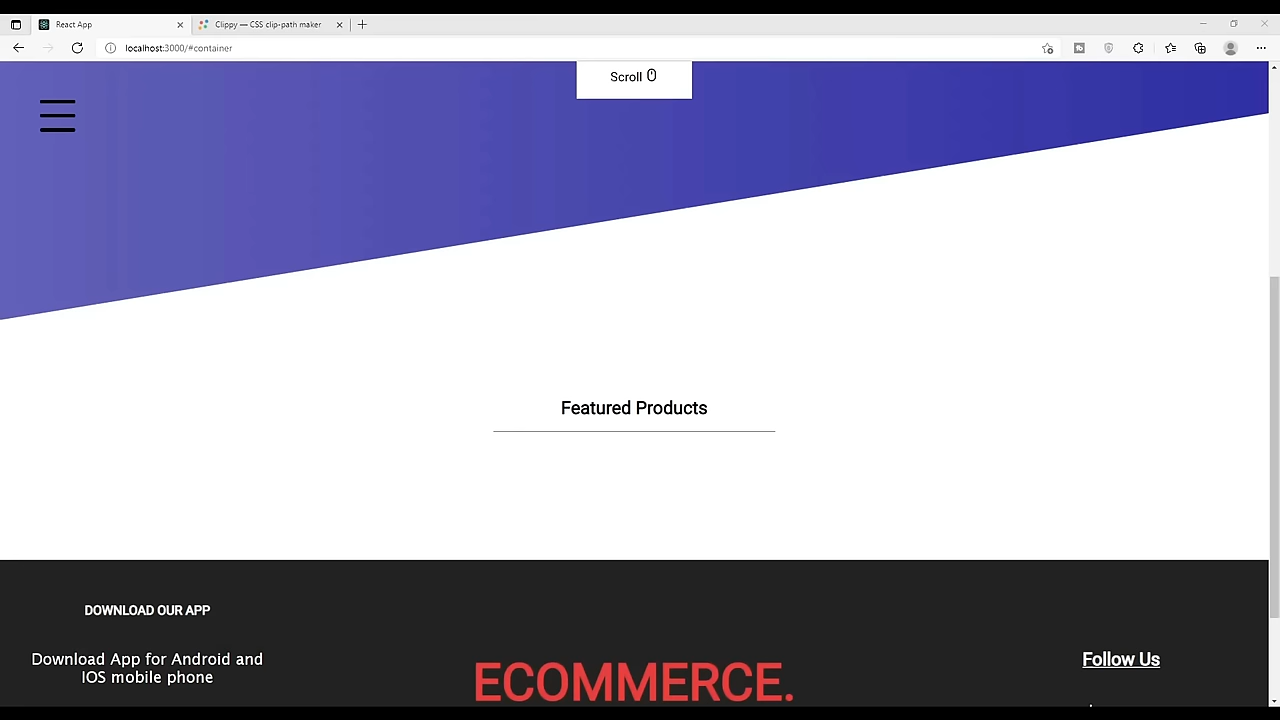 React App
Clippy — CSS clip-path maker
localhost:3000/#container
Scroll
Featured Products
DOWNLOAD OUR APP
Download App for Android and
IOS mobile phone
ECOMMERCE.
Follow Us